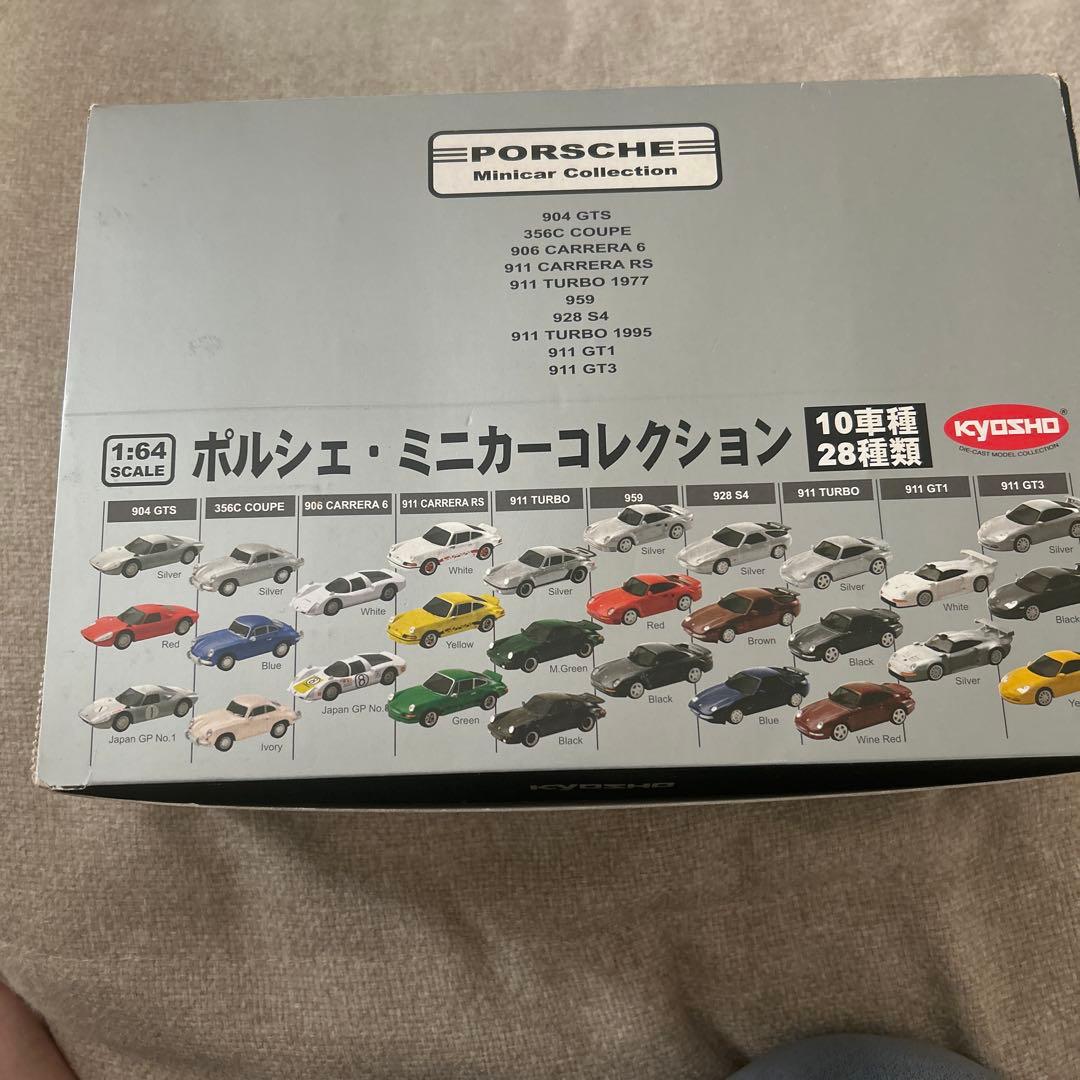 PORSCHE
Minicar Collection
904 GTS
356C COUPE
906 CARRERA 6
911 CARRERA RS
911 TURBO 1977
959
928 S4
911 TURBO 1995
911 GT1
911 GT3
1:64
SCALE
ポルシェ・ミニカーコレクション
10車種
28種類
KYOSHO
DIE-CAST MODEL COLLECTION
904 GTS 356C COUPE 906 CARRERA 6 911 CARRERA RS 911 TURBO 959 928 S4 911 TURBO 911 GT1 911 GT3
Silver Silver White White Silver Silver Silver Silver White Silver
Red Blue Japan GP No. Yellow M.Green Red Brown Black Silver Black
Japan GP No.1 Ivory Green Black Black Blue Wine Red Ye
KYOSHO